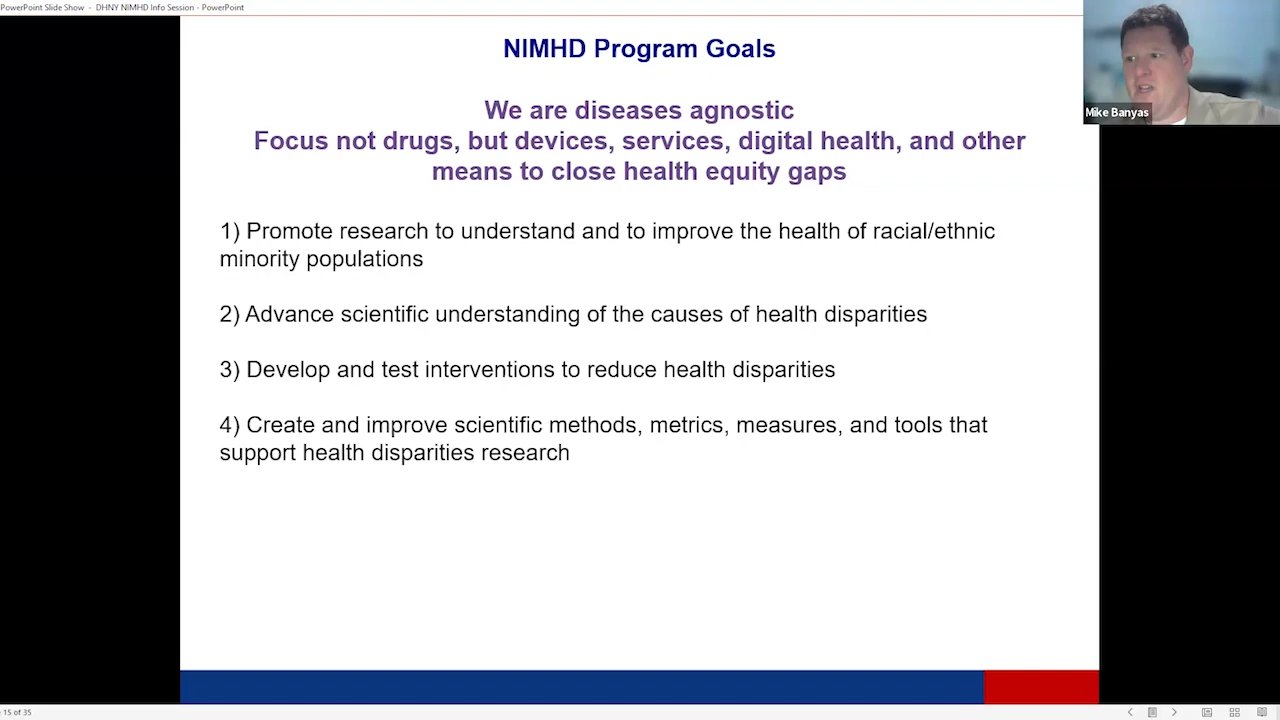 PowerPoint Slide Show - DHNY NIMHD Info Session - PowerPoint
NIMHD Program Goals
We are diseases agnostic
Focus not drugs, but devices, services, digital health, and other
means to close health equity gaps
Mike Banyas
1) Promote research to understand and to improve the health of racial/ethnic
minority populations
2) Advance scientific understanding of the causes of health disparities
3) Develop and test interventions to reduce health disparities
4) Create and improve scientific methods, metrics, measures, and tools that
support health disparities research
15 of 35